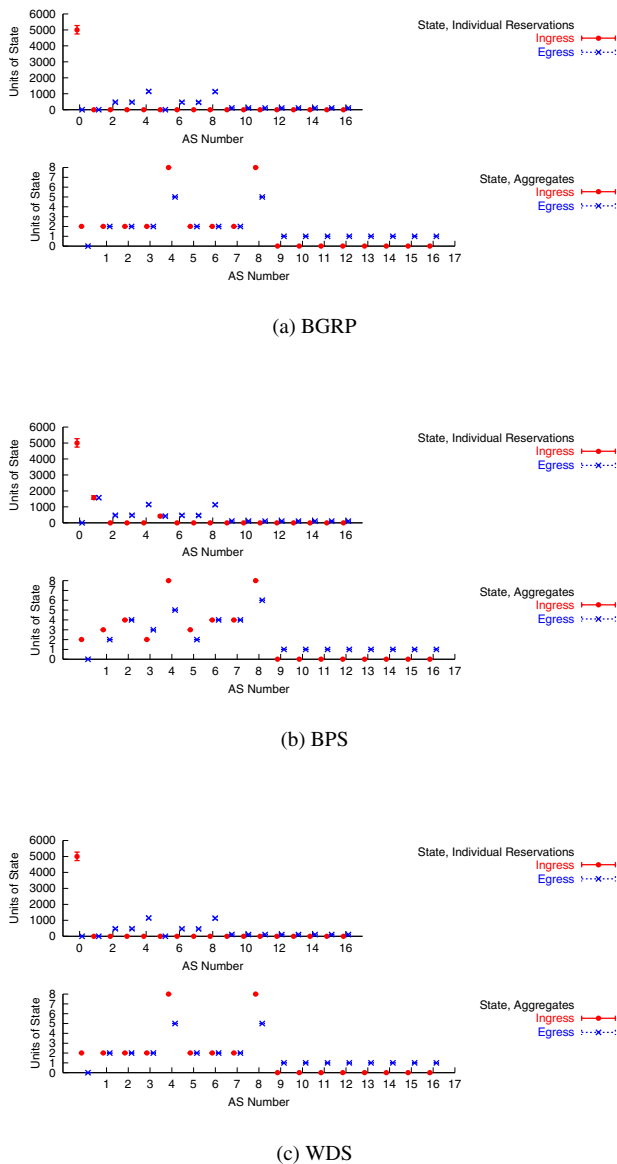 6000
5000
4000
3000
2000
1000
0
Units of State
State, Individual Reservations
Ingress
Egress
0 2 4 6 8 10 12 14 16
AS Number
8
7
6
5
4
3
2
1
0
Units of State
State, Aggregates
Ingress
Egress
1 2 3 4 5 6 7 8 9 10 11 12 13 14 15 16 17
AS Number
(a) BGRP
6000
5000
4000
3000
2000
1000
0
Units of State
State, Individual Reservations
Ingress
Egress
0 2 4 6 8 10 12 14 16
AS Number
8
7
6
5
4
3
2
1
0
Units of State
State, Aggregates
Ingress
Egress
1 2 3 4 5 6 7 8 9 10 11 12 13 14 15 16 17
AS Number
(b) BPS
6000
5000
4000
3000
2000
1000
0
Units of State
State, Individual Reservations
Ingress
Egress
0 2 4 6 8 10 12 14 16
AS Number
8
7
6
5
4
3
2
1
0
Units of State
State, Aggregates
Ingress
Egress
1 2 3 4 5 6 7 8 9 10 11 12 13 14 15 16 17
AS Number
(c) WDS